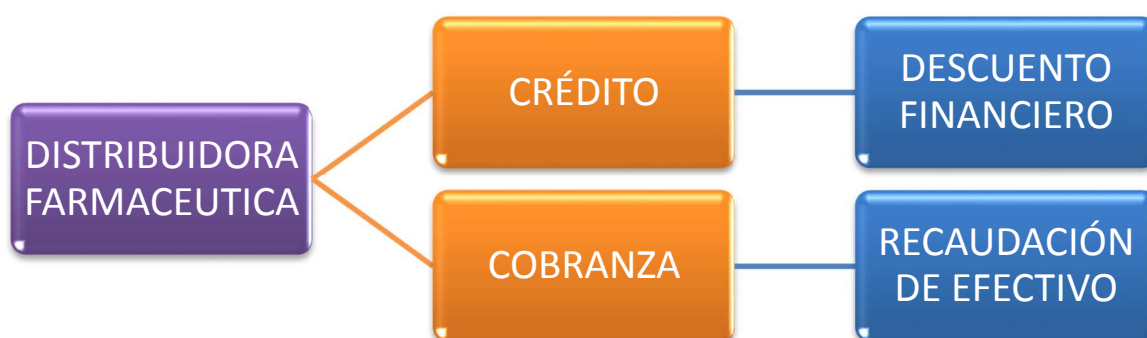 DISTRIBUIDORA
FARMACEUTICA
CRÉDITO
DESCUENTO
FINANCIERO
COBRANZA
RECAUDACIÓN
DE EFECTIVO